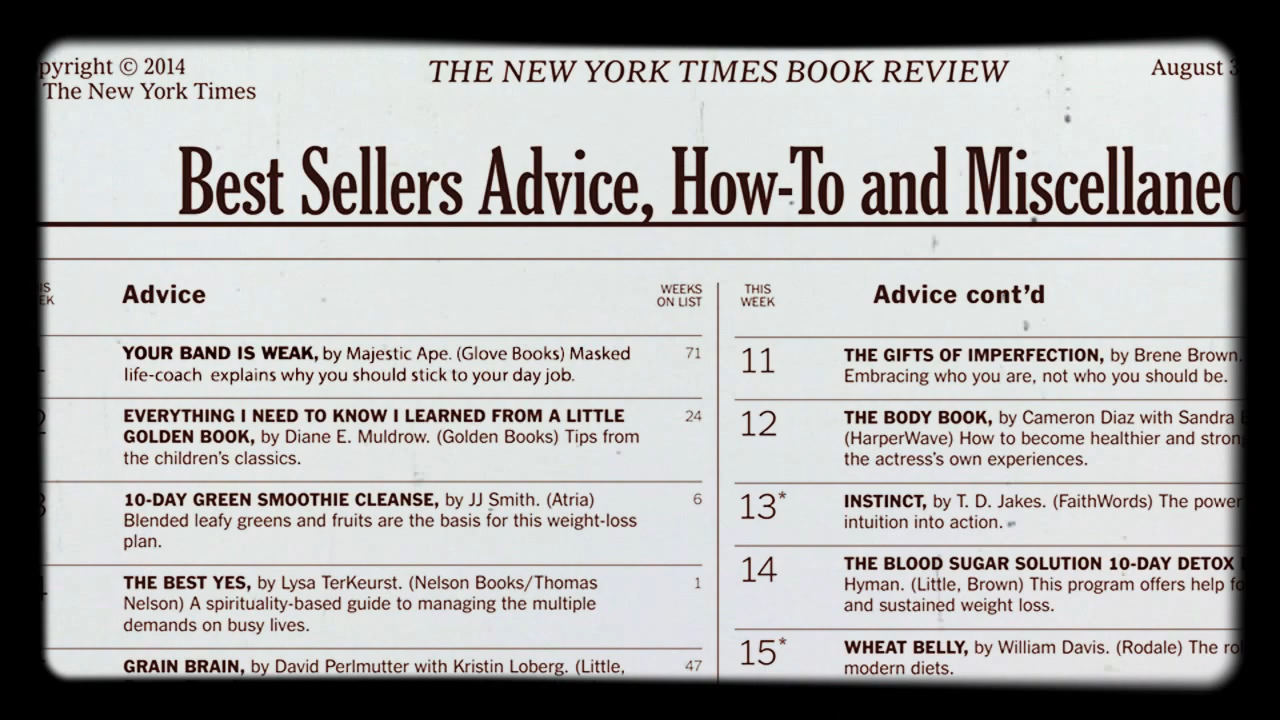 pyright © 2014
The New York Times
THE NEW YORK TIMES BOOK REVIEW
August 3
Best Sellers Advice, How-To and Miscellaneo
IS
EK
Advice
WEEKS
ON LIST
1
YOUR BAND IS WEAK, by Majestic Ape. (Glove Books) Masked
life-coach explains why you should stick to your day job.
71
2
EVERYTHING I NEED TO KNOW I LEARNED FROM A LITTLE
GOLDEN BOOK, by Diane E. Muldrow. (Golden Books) Tips from
the children's classics.
24
3
10-DAY GREEN SMOOTHIE CLEANSE, by JJ Smith. (Atria)
Blended leafy greens and fruits are the basis for this weight-loss
plan.
6
THE BEST YES, by Lysa TerKeurst. (Nelson Books/Thomas
Nelson) A spirituality-based guide to managing the multiple
demands on busy lives.
1
GRAIN BRAIN, by David Perlmutter with Kristin Loberg. (Little,
47
THIS
WEEK
Advice cont'd
11
THE GIFTS OF IMPERFECTION, by Brene Brown.
Embracing who you are, not who you should be.
12
THE BODY BOOK, by Cameron Diaz with Sandra
(HarperWave) How to become healthier and stron
the actress's own experiences.
13*
INSTINCT, by T. D. Jakes. (FaithWords) The power
intuition into action.
14
THE BLOOD SUGAR SOLUTION 10-DAY DETOX
Hyman. (Little, Brown) This program offers help fo
and sustained weight loss.
15*
WHEAT BELLY, by William Davis. (Rodale) The rol
modern diets.